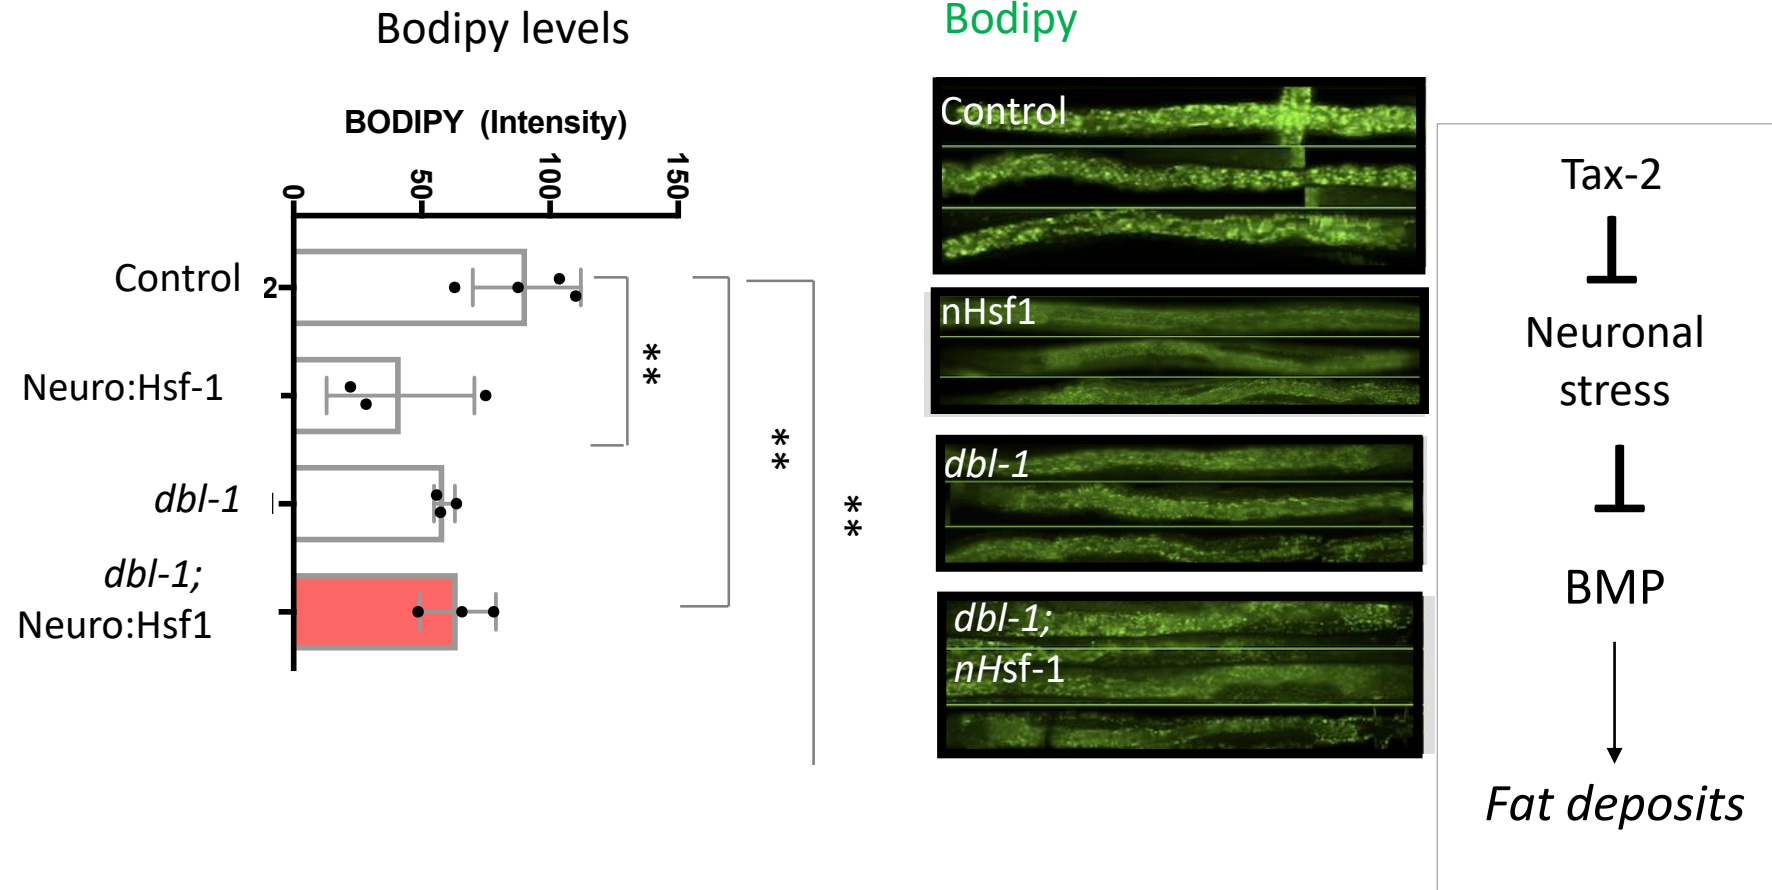 Bodipy levels
BODIPY (Intensity)
0
50
100
150
Control
2
Neuro:Hsf-1
dbl-1
dbl-1;
Neuro:Hsf1
**
**
**
Bodipy
Control
nHsf1
dbl-1
dbl-1;
nHsf-1
Tax-2
Neuronal
stress
BMP
Fat deposits